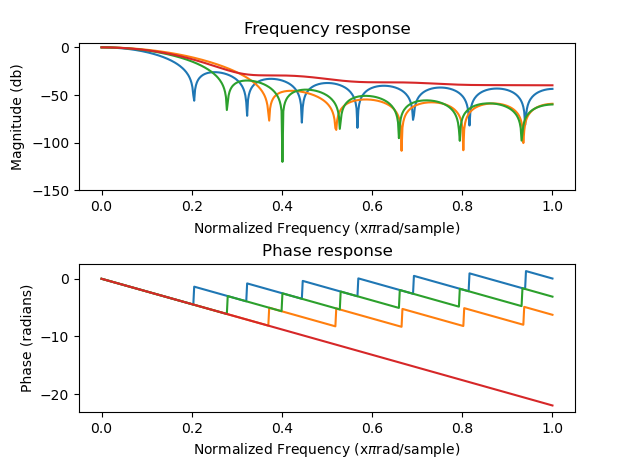 Frequency response
Magnitude (db)
0
−50
−100
−150
0.0 0.2 0.4 0.6 0.8 1.0
Normalized Frequency (xπrad/sample)
Phase response
Phase (radians)
0
−10
−20
0.0 0.2 0.4 0.6 0.8 1.0
Normalized Frequency (xπrad/sample)